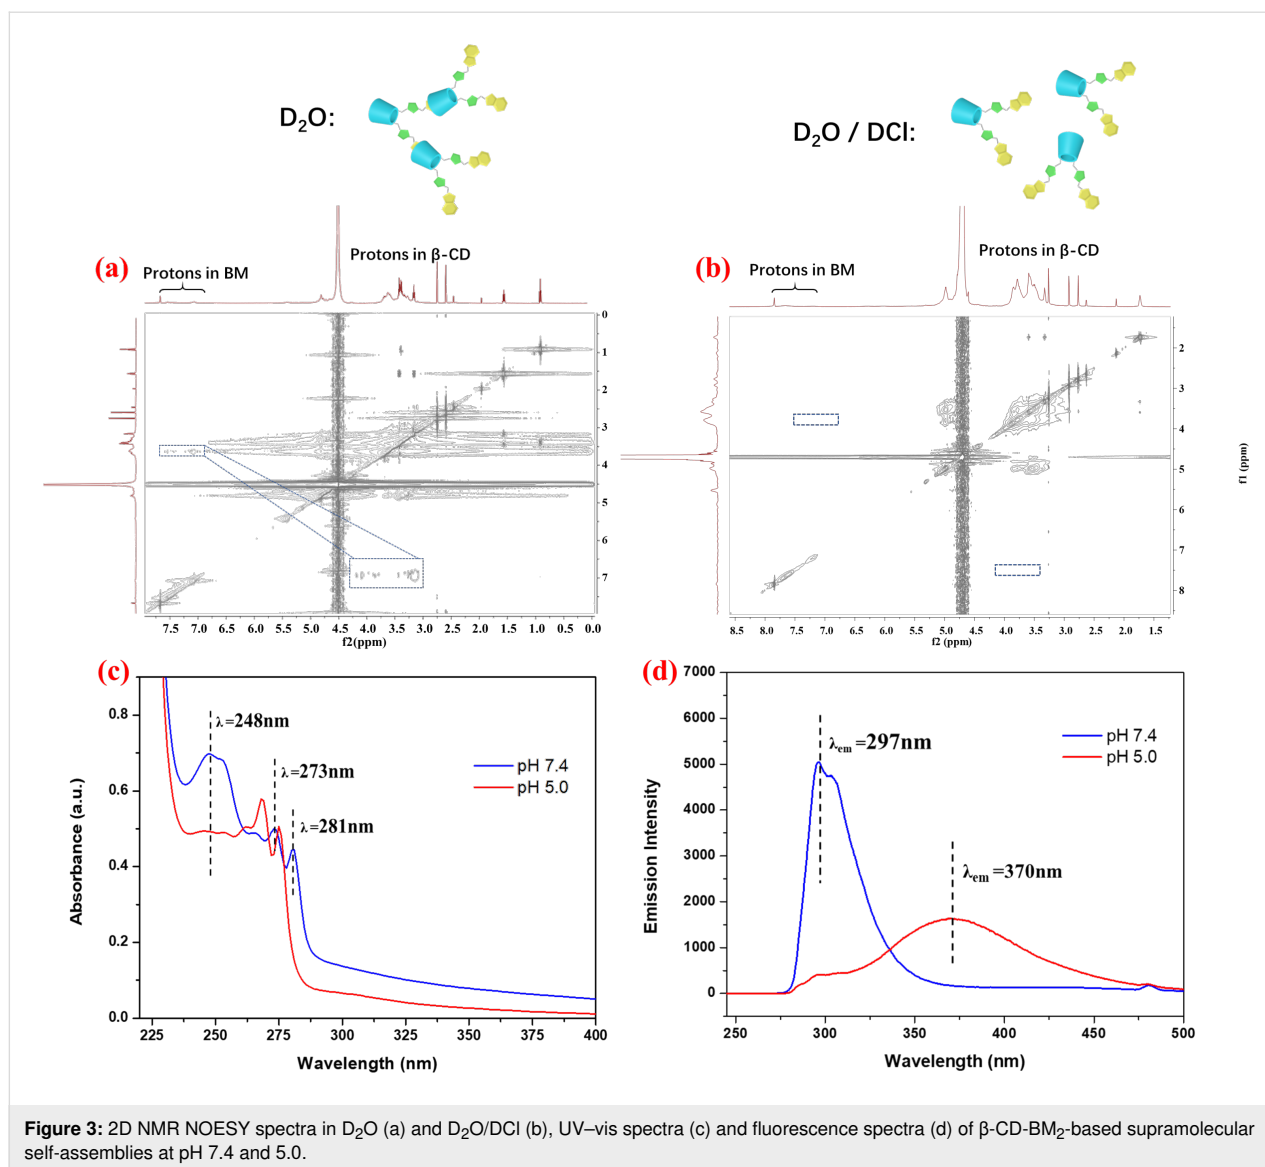 D₂O:
D₂O / DCl:
(a)
Protons in BM
Protons in β-CD
0
1
2
3
4
5
6
7
7.5 7.0 6.5 6.0 5.5 5.0 4.5 4.0 3.5 3.0 2.5 2.0 1.5 1.0 0.5 0.0
f2(ppm)
(b)
Protons in BM
Protons in β-CD
2
3
4
5
6
7
8
f1 (ppm)
8.5 8.0 7.5 7.0 6.5 6.0 5.5 5.0 4.5 4.0 3.5 3.0 2.5 2.0 1.5
f2 (ppm)
(c)
λ=248nm
λ=273nm
λ=281nm
pH 7.4
pH 5.0
0.8
0.6
0.4
0.2
0.0
Absorbance (a.u.)
225 250 275 300 325 350 375 400
Wavelength (nm)
(d)
λem=297nm
λem=370nm
pH 7.4
pH 5.0
7000
6000
5000
4000
3000
2000
1000
0
Emission Intensity
250 300 350 400 450 500
Wavelength (nm)
Figure 3: 2D NMR NOESY spectra in D₂O (a) and D₂O/DCl (b), UV–vis spectra (c) and fluorescence spectra (d) of β-CD-BM₂-based supramolecular
self-assemblies at pH 7.4 and 5.0.